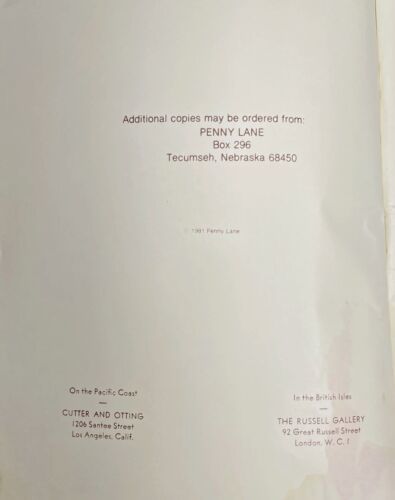 Additional copies may be ordered from:
PENNY LANE
Box 296
Tecumseh, Nebraska 68450
© 1981 Penny Lane
On the Pacific Coast
CUTTER AND OTTING
1206 Santee Street
Los Angeles, Calif.
In the British Isles
THE RUSSELL GALLERY
92 Great Russell Street
London, W. C. 1